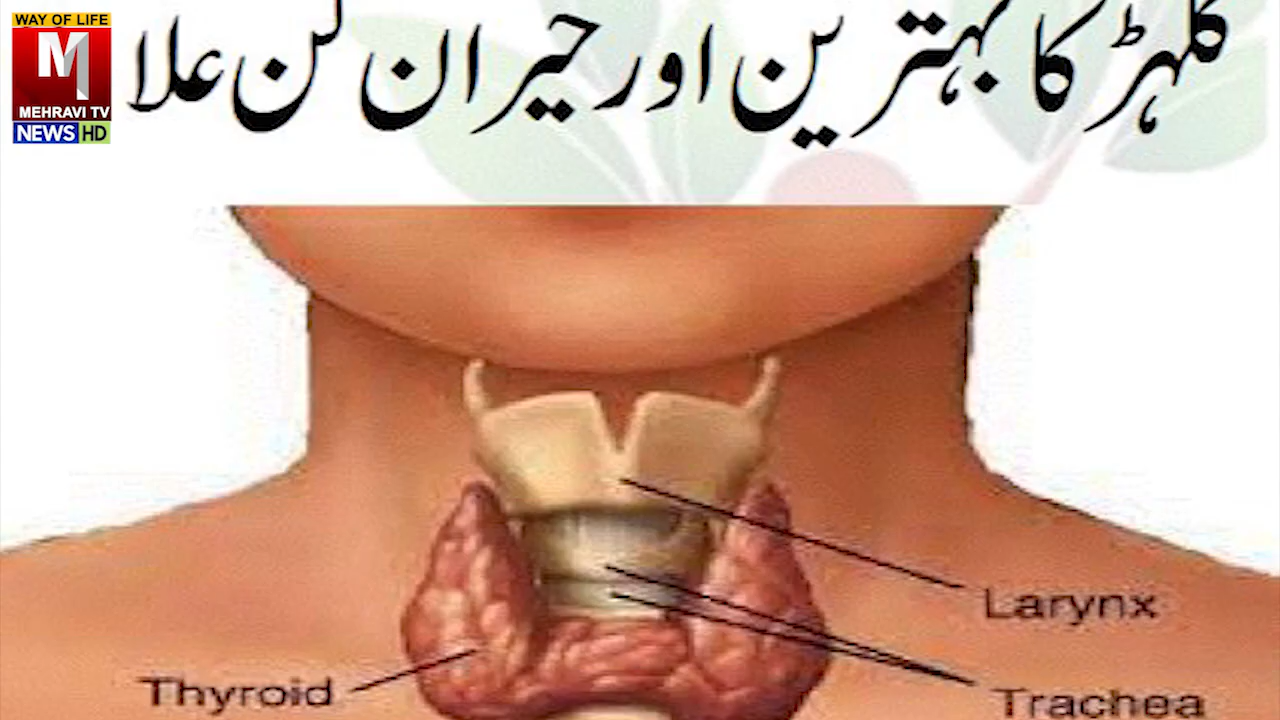 WAY OF LIFE
MEHRAVI TV
NEWS HD
گلہڑ کا بہترین اور حیران کن علا
Larynx
Thyroid
Trachea